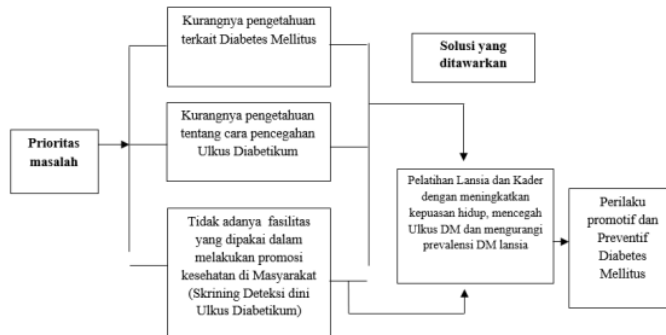 Kurangnya pengetahuan
terkait Diabetes Mellitus
Solusi yang
ditawarkan
Kurangnya pengetahuan
tentang cara pencegahan
Ulkus Diabetikum
Prioritas
masalah
Pelatihan Lansia dan Kader
dengan meningkatkan
kepuasan hidup, mencegah
Ulkus DM dan mengurangi
prevalensi DM lansia
Perilaku
promotif dan
Preventif
Diabetes
Mellitus
Tidak adanya fasilitas
yang dipakai dalam
melakukan promosi
kesehatan di Masyarakat
(Skrining Deteksi dini
Ulkus Diabetikum)